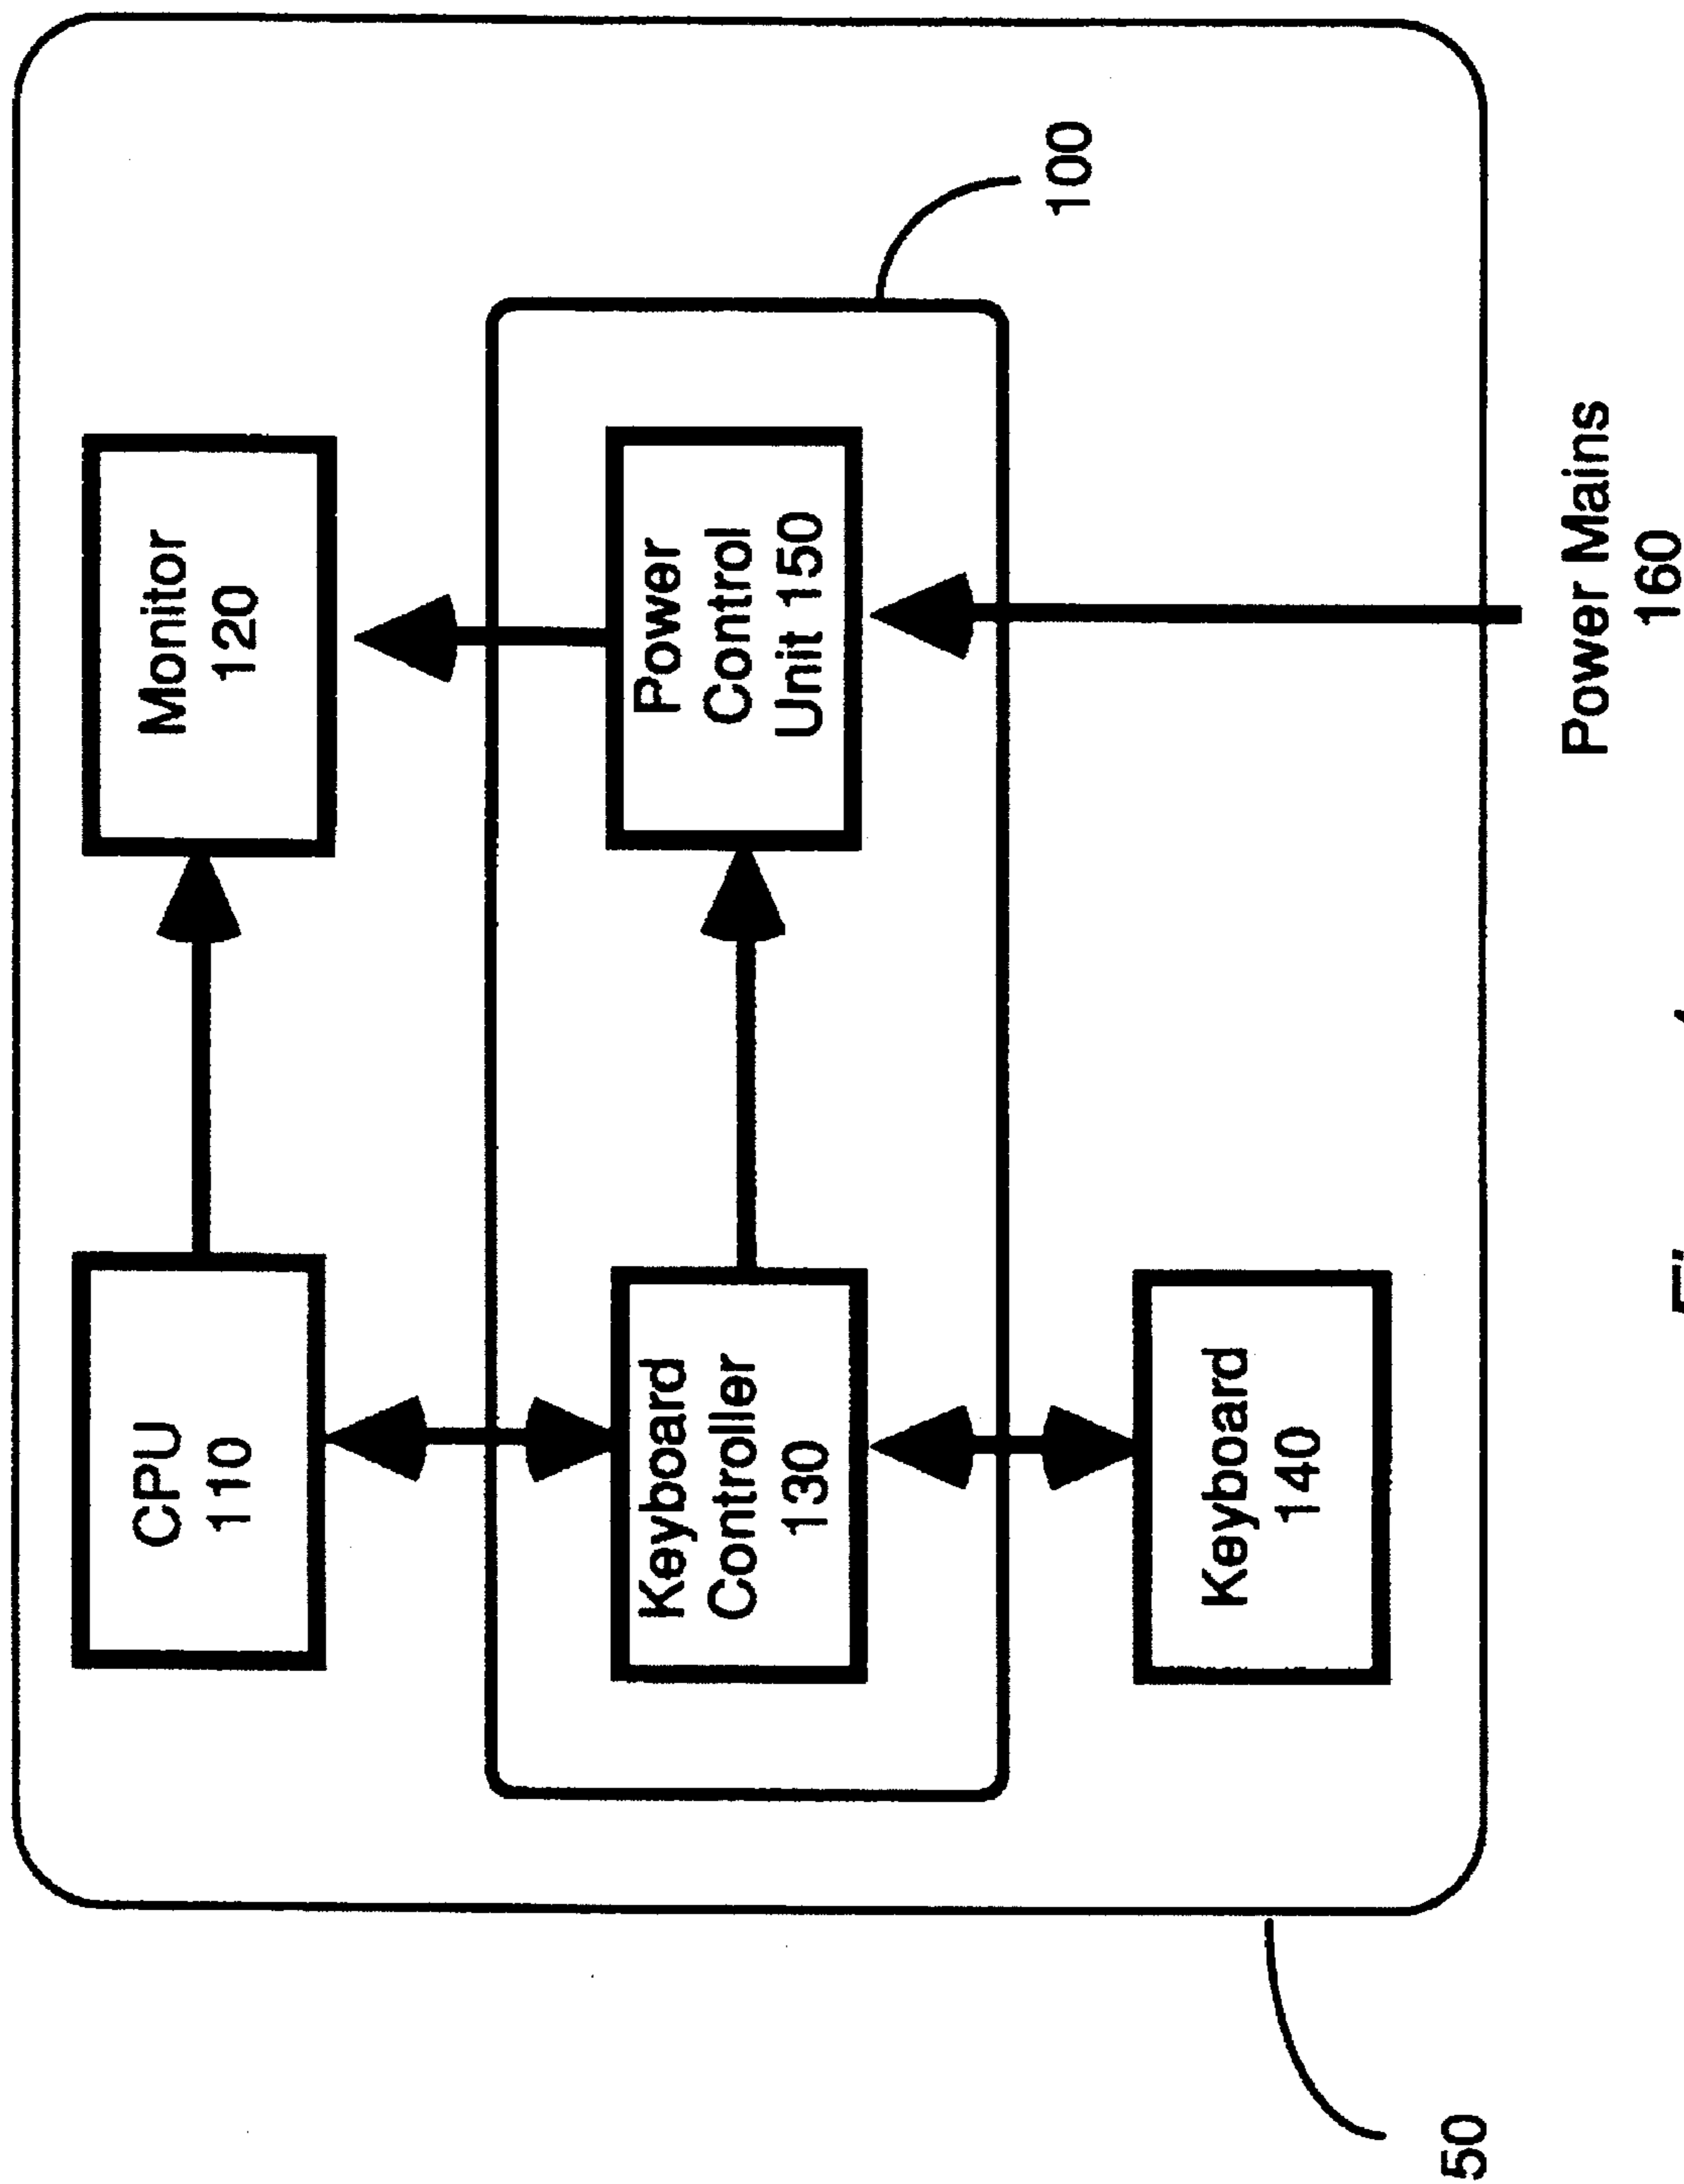 CPU
110
Monitor
120
Keyboard
Controller
130
Power
Control
Unit 150
100
Keyboard
140
50
Power Mains
160